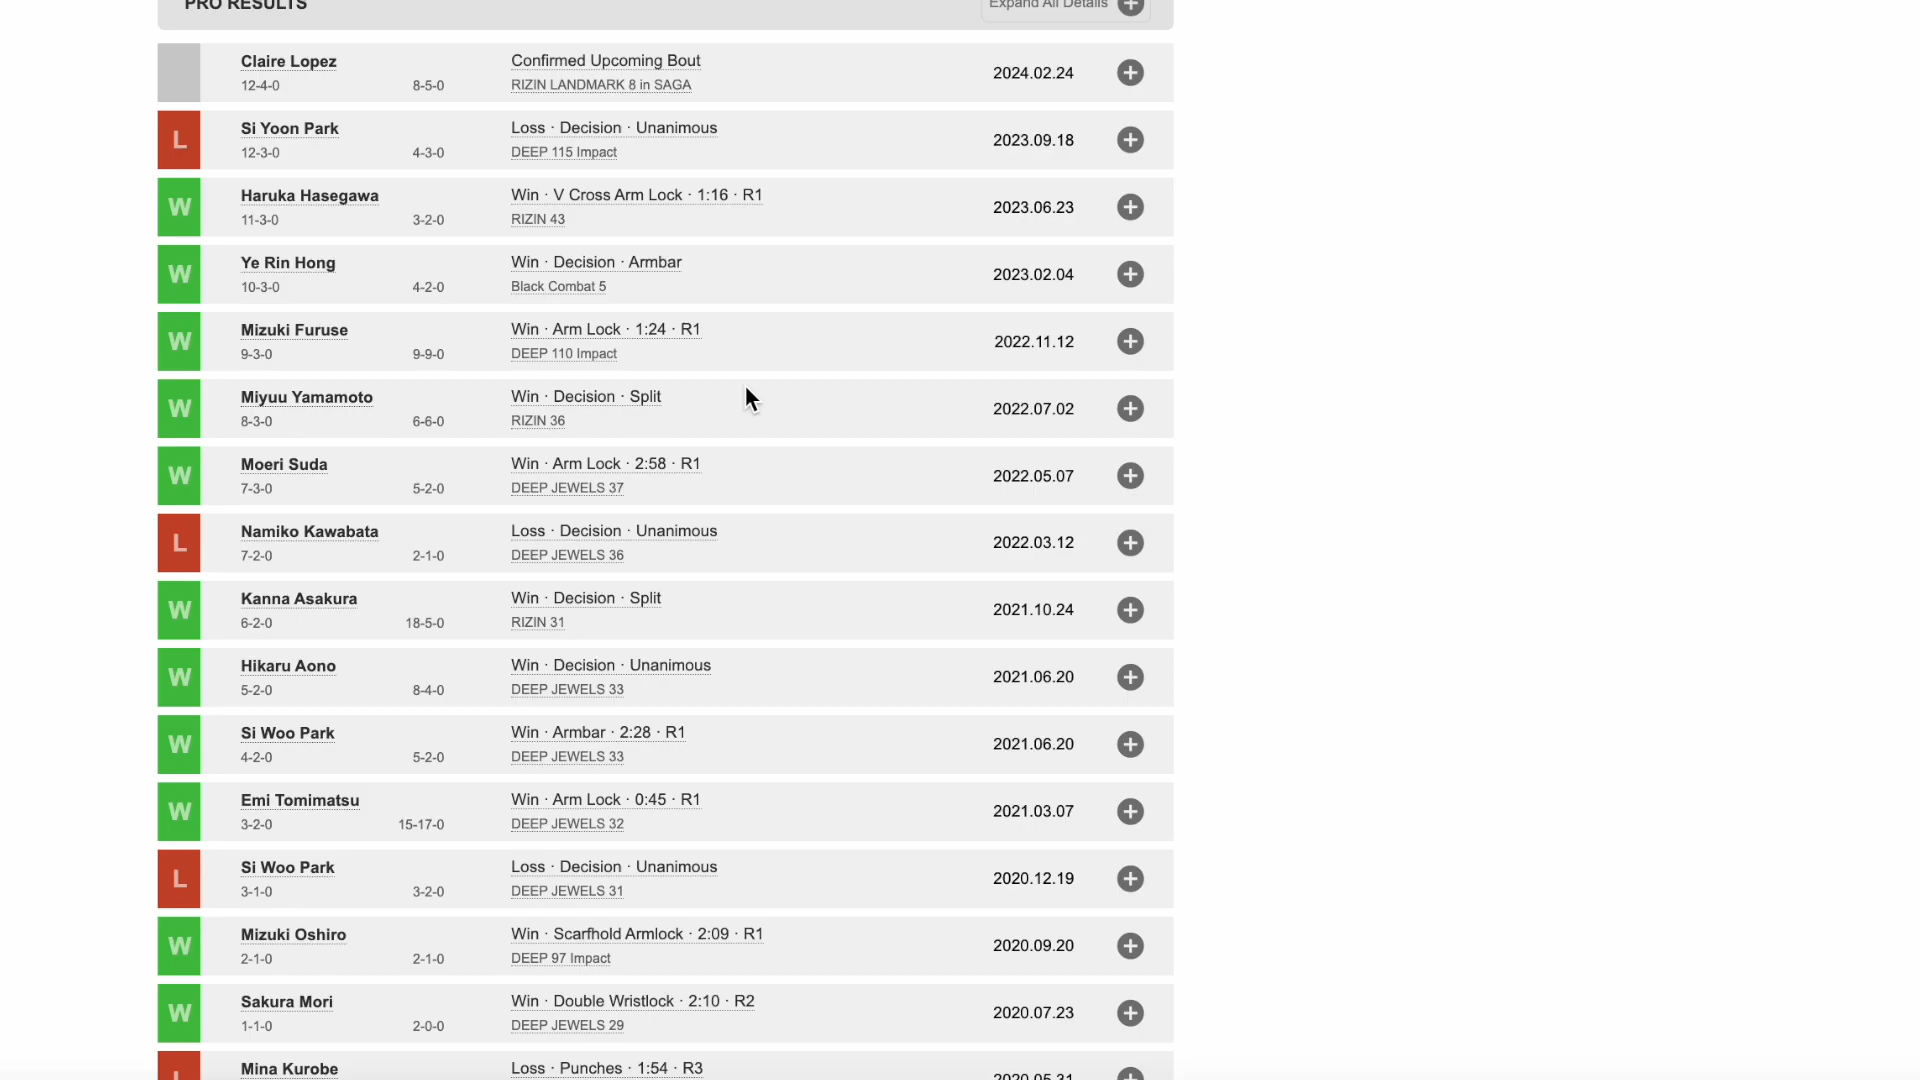 PRO RESULTS Expand All Details
Claire Lopez Confirmed Upcoming Bout
12-4-0 8-5-0 RIZIN LANDMARK 8 in SAGA 2024.02.24
L Si Yoon Park Loss · Decision · Unanimous
12-3-0 4-3-0 DEEP 115 Impact 2023.09.18
W Haruka Hasegawa Win · V Cross Arm Lock · 1:16 · R1
11-3-0 3-2-0 RIZIN 43 2023.06.23
W Ye Rin Hong Win · Decision · Armbar
10-3-0 4-2-0 Black Combat 5 2023.02.04
W Mizuki Furuse Win · Arm Lock · 1:24 · R1
9-3-0 9-9-0 DEEP 110 Impact 2022.11.12
W Miyuu Yamamoto Win · Decision · Split
8-3-0 6-6-0 RIZIN 36 2022.07.02
W Moeri Suda Win · Arm Lock · 2:58 · R1
7-3-0 5-2-0 DEEP JEWELS 37 2022.05.07
L Namiko Kawabata Loss · Decision · Unanimous
7-2-0 2-1-0 DEEP JEWELS 36 2022.03.12
W Kanna Asakura Win · Decision · Split
6-2-0 18-5-0 RIZIN 31 2021.10.24
W Hikaru Aono Win · Decision · Unanimous
5-2-0 8-4-0 DEEP JEWELS 33 2021.06.20
W Si Woo Park Win · Armbar · 2:28 · R1
4-2-0 5-2-0 DEEP JEWELS 33 2021.06.20
W Emi Tomimatsu Win · Arm Lock · 0:45 · R1
3-2-0 15-17-0 DEEP JEWELS 32 2021.03.07
L Si Woo Park Loss · Decision · Unanimous
3-1-0 3-2-0 DEEP JEWELS 31 2020.12.19
W Mizuki Oshiro Win · Scarfhold Armlock · 2:09 · R1
2-1-0 2-1-0 DEEP 97 Impact 2020.09.20
W Sakura Mori Win · Double Wristlock · 2:10 · R2
1-1-0 2-0-0 DEEP JEWELS 29 2020.07.23
L Mina Kurobe Loss · Punches · 1:54 · R3
2020.05.31